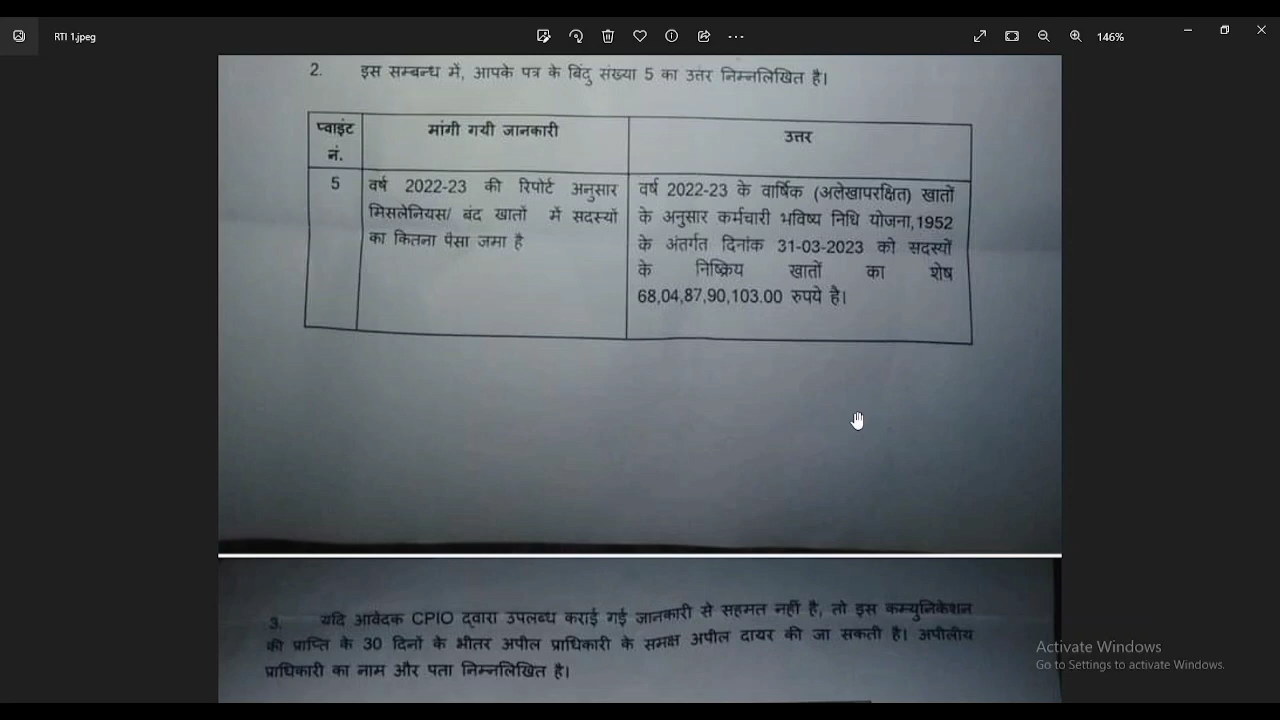 RTI 1.jpeg
146%
2. इस सम्बन्ध में, आपके पत्र के बिंदु संख्या 5 का उत्तर निम्नलिखित है।
प्वाइंट नं.
मांगी गयी जानकारी
उत्तर
5
वर्ष 2022-23 की रिपोर्ट अनुसार
मिसलेनियस/ बंद खातों में सदस्यों
का कितना पैसा जमा है
वर्ष 2022-23 के वार्षिक (अलेखापरक्षित) खातों
के अनुसार कर्मचारी भविष्य निधि योजना,1952
के अंतर्गत दिनांक 31-03-2023 को सदस्यों
के निष्क्रिय खातों का शेष
68,04,87,90,103.00 रुपये है।
3. यदि आवेदक CPIO द्वारा उपलब्ध कराई गई जानकारी से सहमत नहीं है, तो इस कम्युनिकेशन
की प्राप्ति के 30 दिनों के भीतर अपील प्राधिकारी के समक्ष अपील दायर की जा सकती है। अपीलीय
प्राधिकारी का नाम और पता निम्नलिखित है।
Activate Windows
Go to Settings to activate Windows.